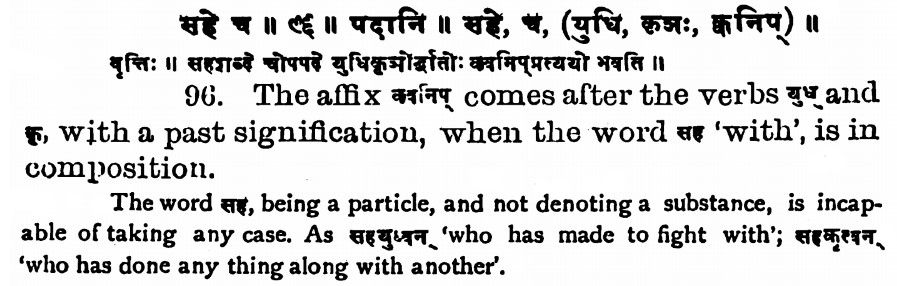 सहे च ॥ ९६ ॥ पदानि ॥ सहे, च, (युधि, कृञः, क्वनिप्) ॥
वृत्तिः ॥ सहशब्दे चोपपदे युधिकृञोर्द्धात्वोः क्वनिप्प्रत्ययो भवति ॥
96. The affix क्वनिप् comes after the verbs युध् and
कृ, with a past signification, when the word सह 'with', is in
composition.
The word सह, being a particle, and not denoting a substance, is incap-
able of taking any case. As सहयुध्वन् 'who has made to fight with'; सहकृत्वन्
'who has done any thing along with another'.